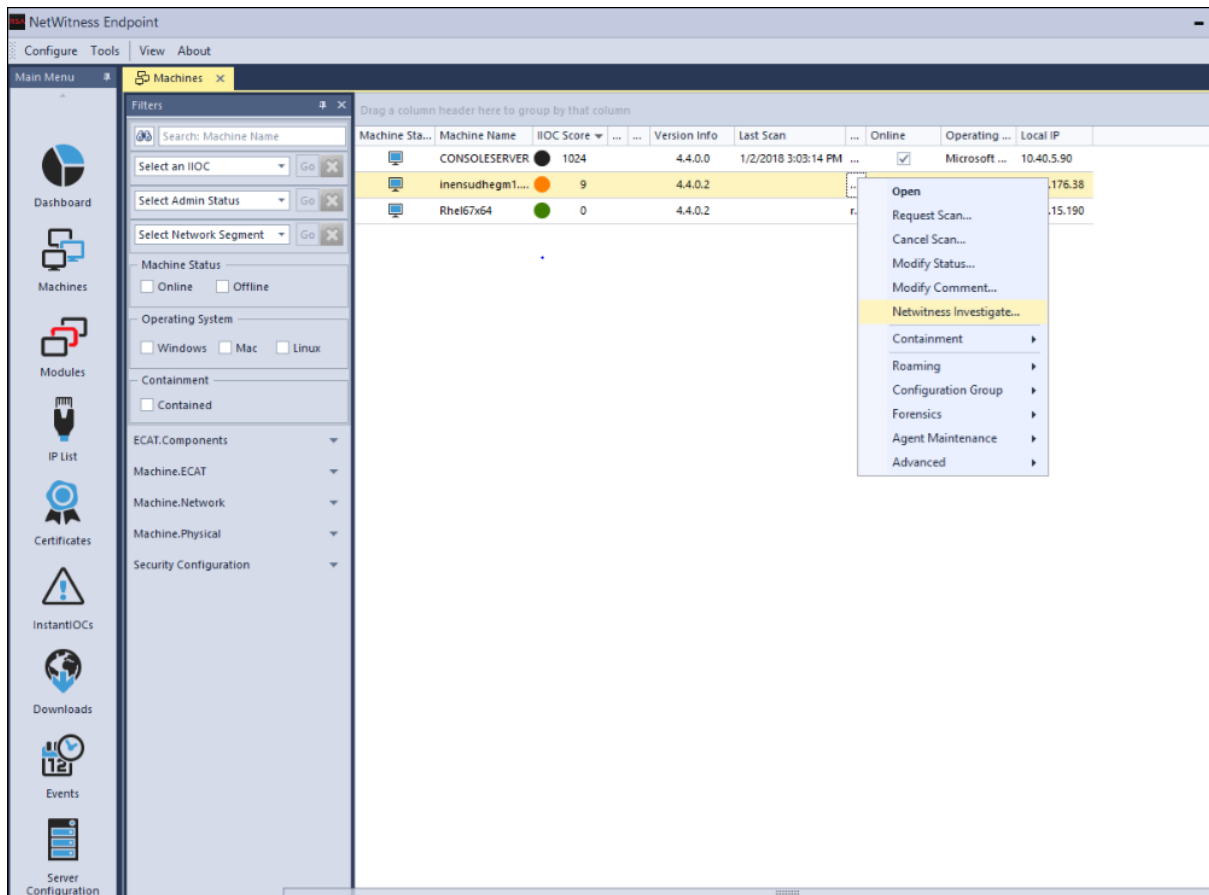 RSA NetWitness Endpoint
Configure Tools View About
Main Menu
Machines
Filters
Drag a column header here to group by that column
Search: Machine Name
Machine Sta... Machine Name IIOC Score ... ... Version Info Last Scan ... Online Operating ... Local IP
Select an IIOC Go
CONSOLESERVER 1024 4.4.0.0 1/2/2018 3:03:14 PM ... Microsoft ... 10.40.5.90
inensudhegm1.... 9 4.4.0.2 .176.38
Select Admin Status Go
Rhel67x64 0 4.4.0.2 .15.190
Select Network Segment Go
Machine Status
Online Offline
Operating System
Windows Mac Linux
Containment
Contained
ECAT.Components
Machine.ECAT
Machine.Network
Machine.Physical
Security Configuration
Open
Request Scan...
Cancel Scan...
Modify Status...
Modify Comment...
Netwitness Investigate...
Containment
Roaming
Configuration Group
Forensics
Agent Maintenance
Advanced
Dashboard
Machines
Modules
IP List
Certificates
InstantIOCs
Downloads
12
Events
Server
Configuration